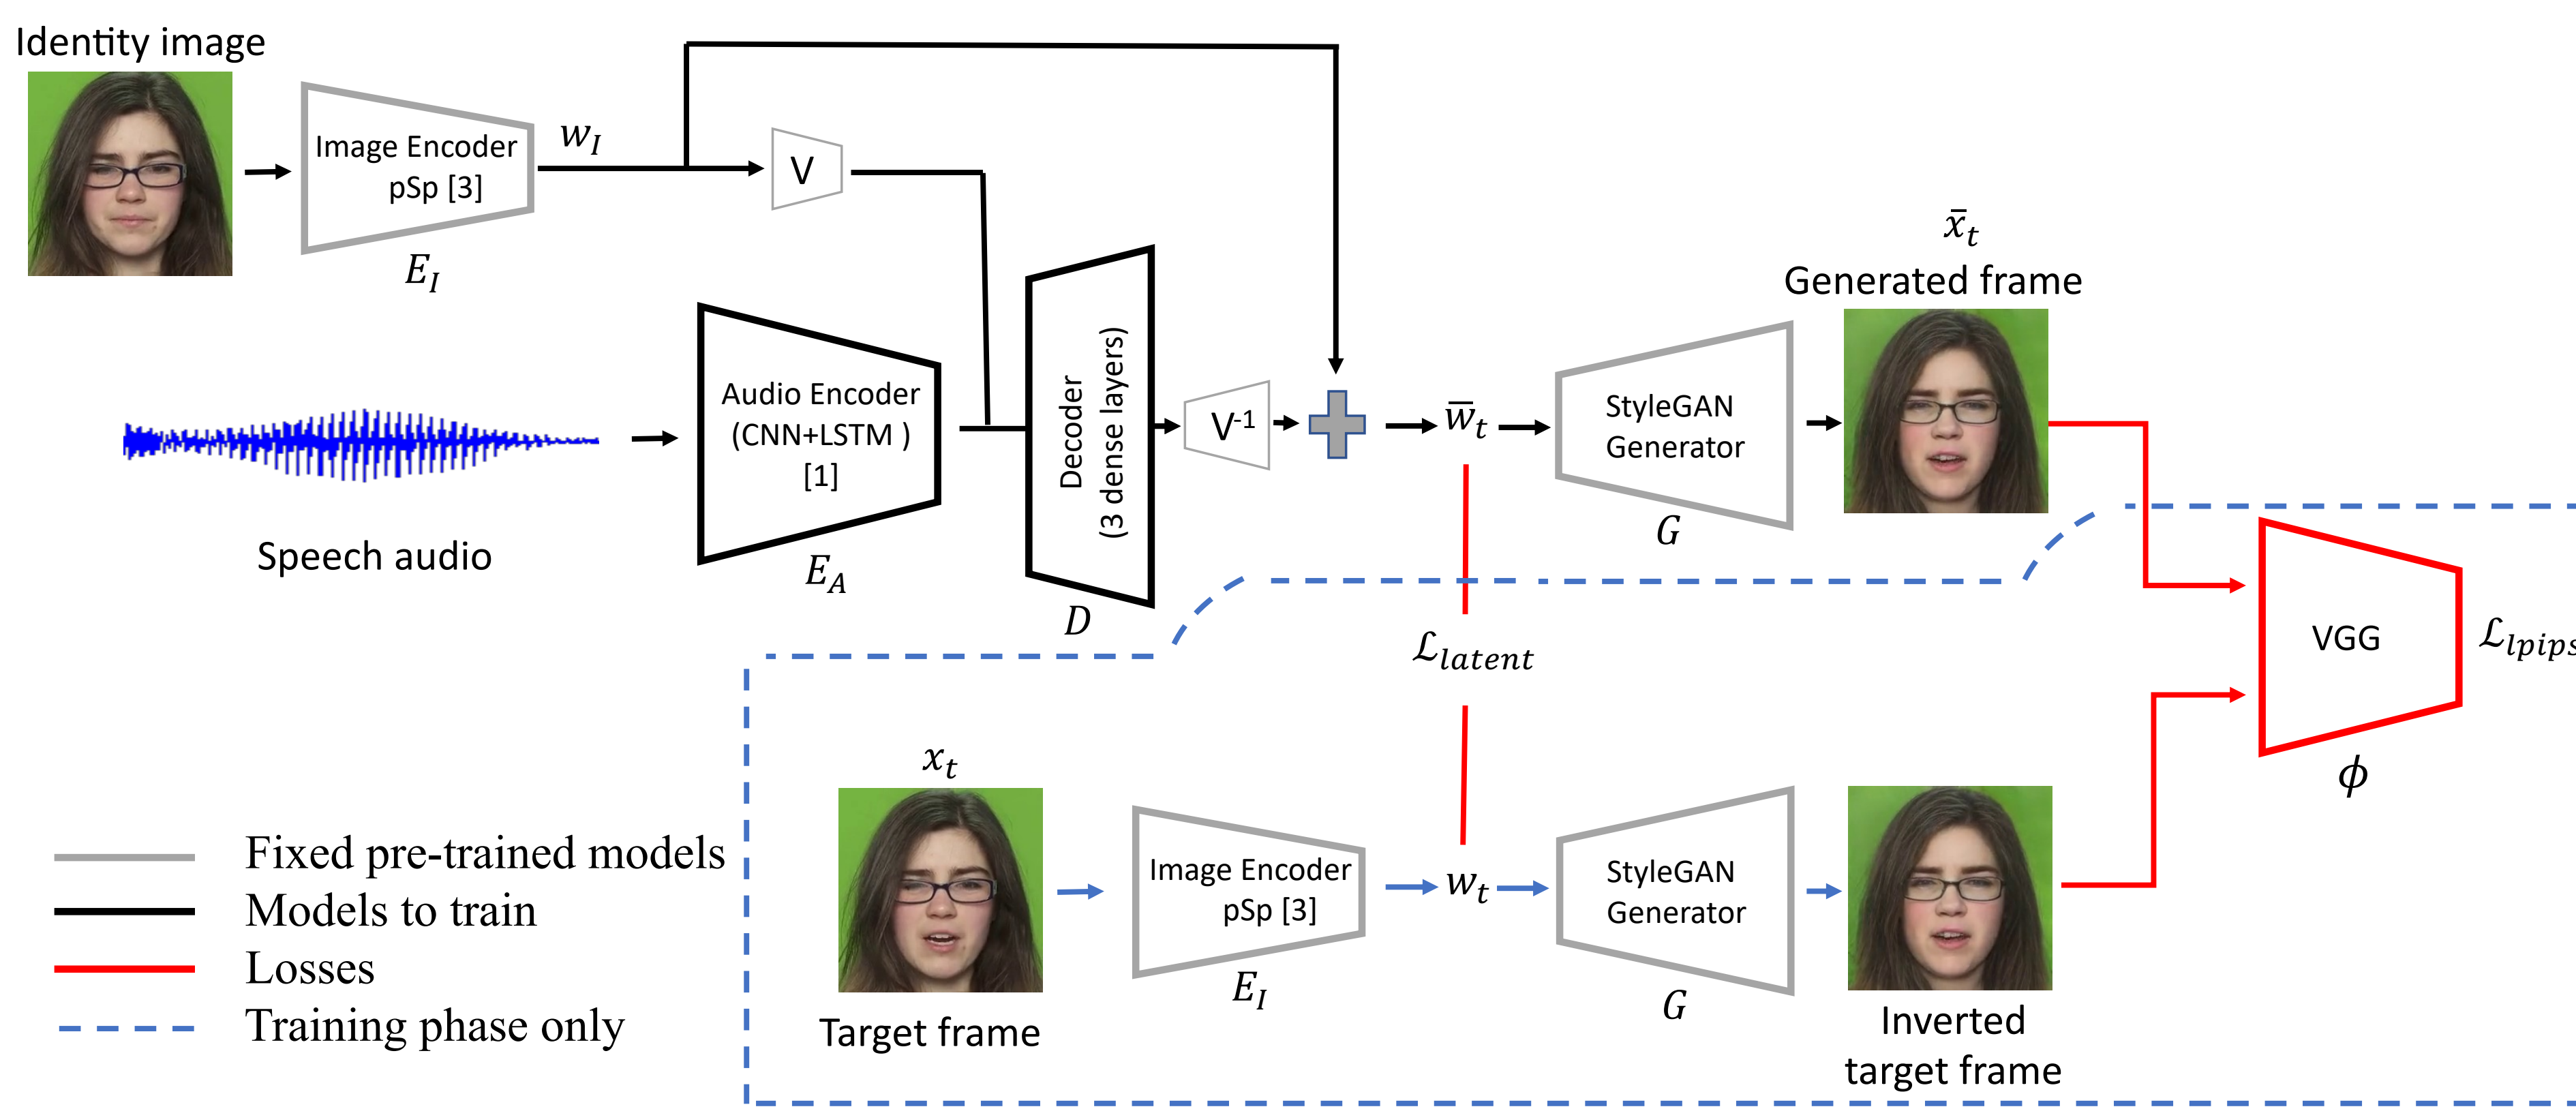 Identity image
Image Encoder
pSp [3]
E_I
w_I
V
Speech audio
Audio Encoder
(CNN+LSTM )
[1]
E_A
Decoder
(3 dense layers)
D
V⁻¹
w̅_t
StyleGAN
Generator
G
x̅_t
Generated frame
ℒ_latent
VGG
ϕ
ℒ_lpips
x_t
Target frame
Image Encoder
pSp [3]
E_I
w_t
StyleGAN
Generator
G
Inverted
target frame
Fixed pre-trained models
Models to train
Losses
Training phase only